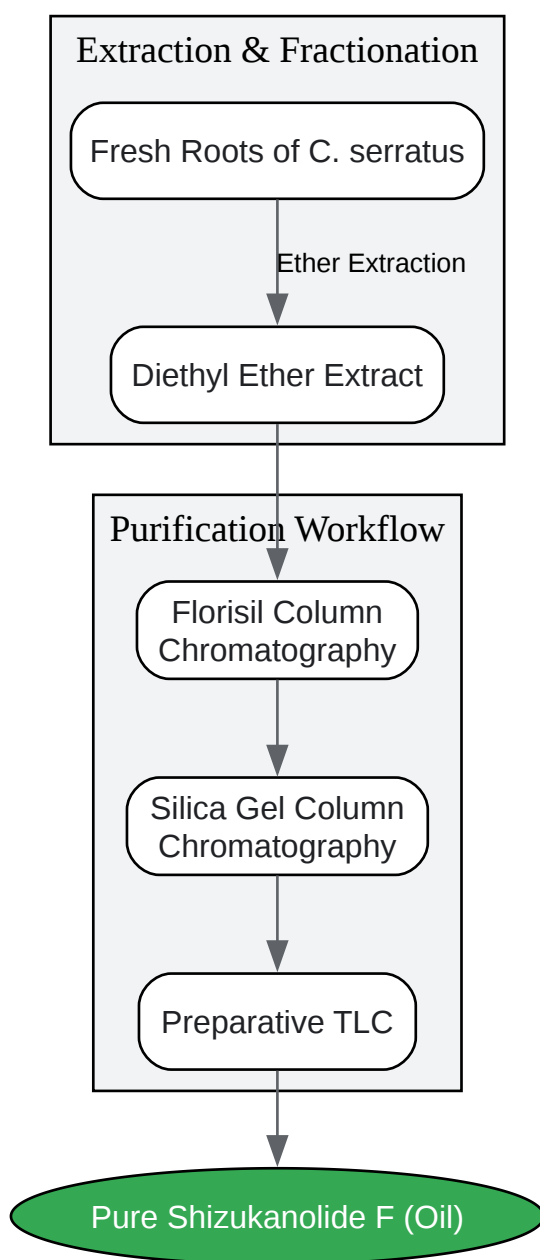 Extraction & Fractionation
Fresh Roots of C. serratus
Ether Extraction
Diethyl Ether Extract
Purification Workflow
Florisil Column
Chromatography
Silica Gel Column
Chromatography
Preparative TLC
Pure Shizukanolide F (Oil)